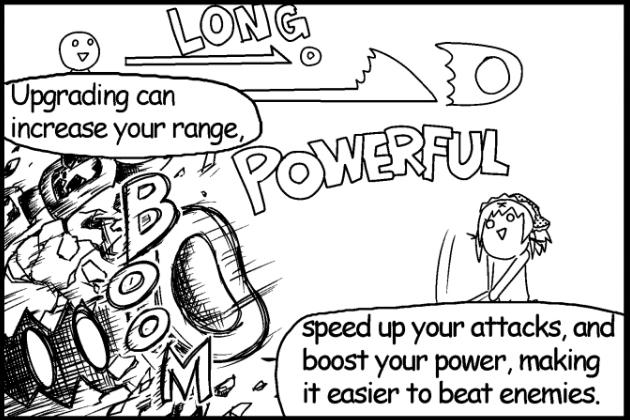 LONG
Upgrading can
increase your range,
POWERFUL
BOOM
speed up your attacks, and
boost your power, making
it easier to beat enemies.